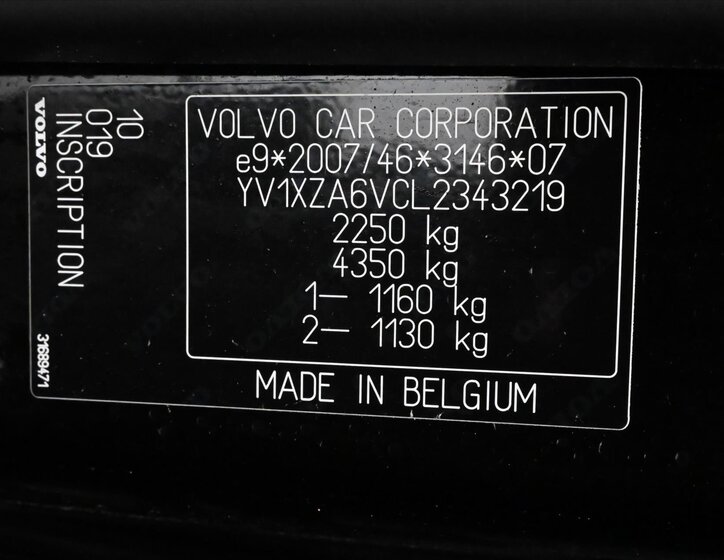 VOLVO CAR CORPORATION
e9*2007/46*3146*07
YV1XZA6VCL2343219
2250 kg
4350 kg
1– 1160 kg
2– 1130 kg
MADE IN BELGIUM
10
019
INSCRIPTION
VOLVO
31689471